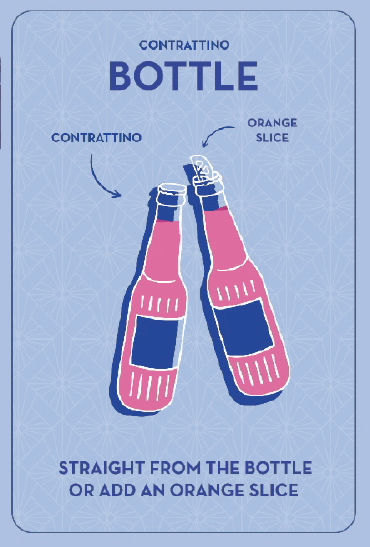 CONTRATTINO
BOTTLE
CONTRATTINO
ORANGE
SLICE
STRAIGHT FROM THE BOTTLE
OR ADD AN ORANGE SLICE